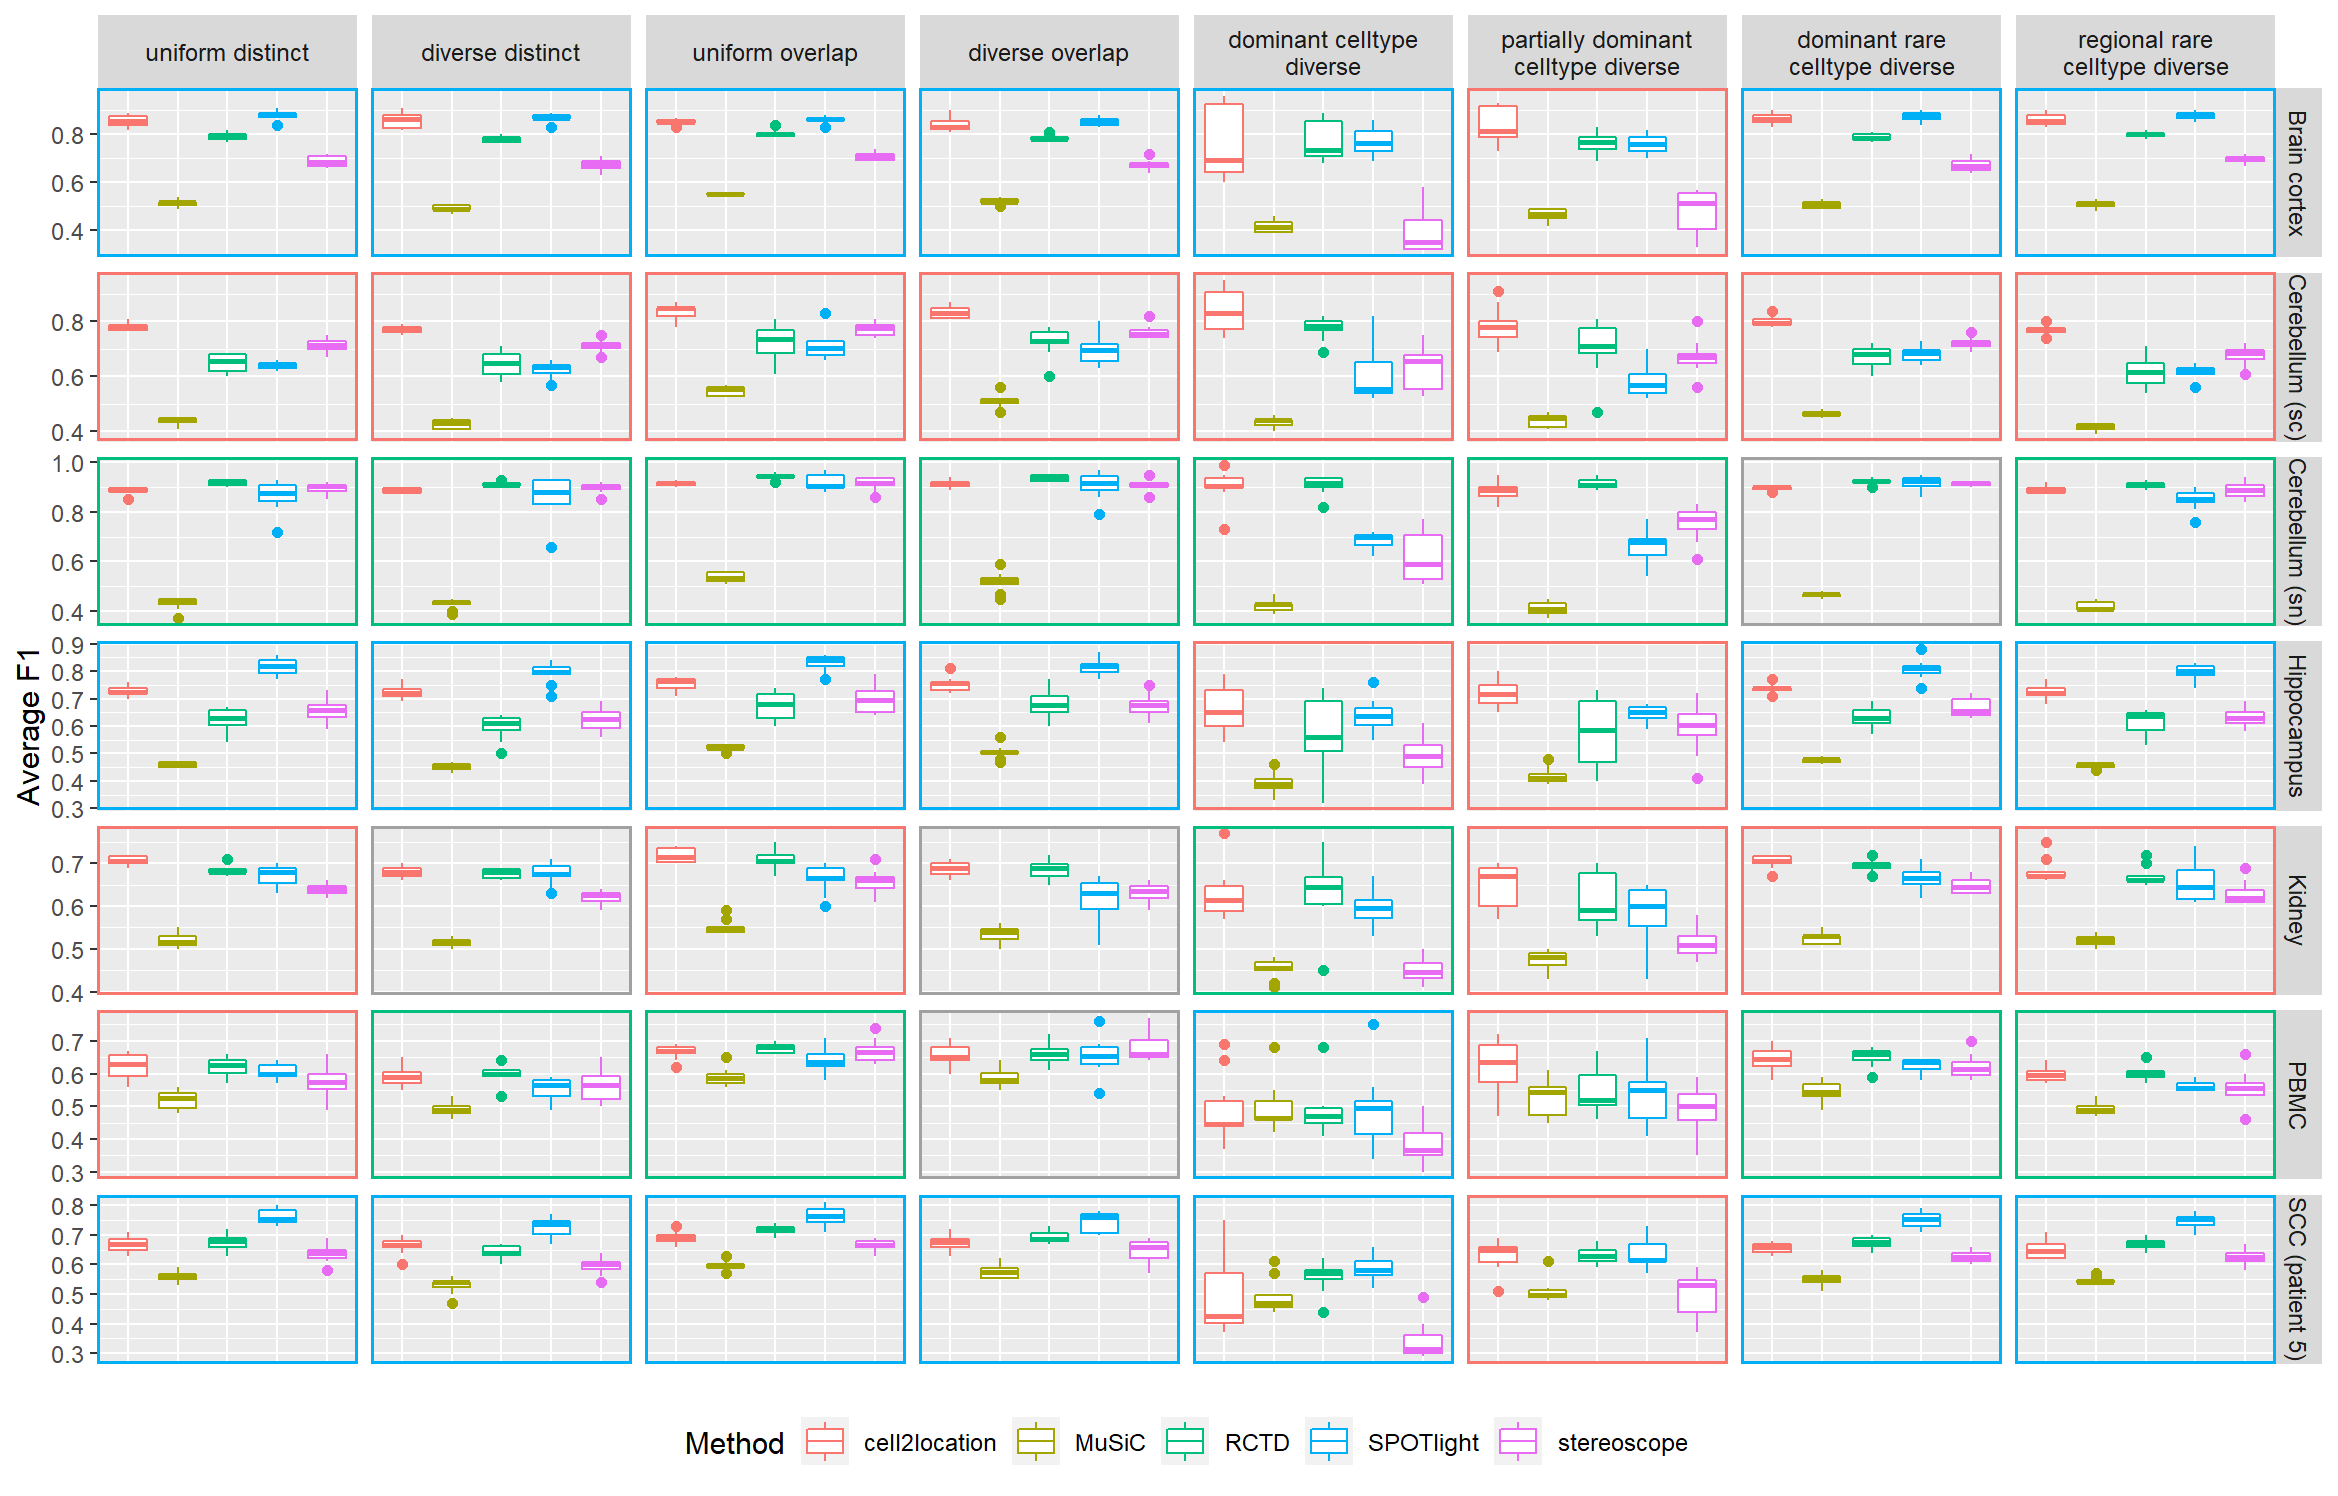 uniform distinct
diverse distinct
uniform overlap
diverse overlap
dominant celltype
diverse
partially dominant
celltype diverse
dominant rare
celltype diverse
regional rare
celltype diverse
Average F1
0.8
0.6
0.4
Brain cortex
0.8
0.6
0.4
Cerebellum (sc)
1.0
0.8
0.6
0.4
Cerebellum (sn)
0.9
0.8
0.7
0.6
0.5
0.4
0.3
Hippocampus
0.7
0.6
0.5
0.4
Kidney
0.7
0.6
0.5
0.4
0.3
PBMC
0.8
0.7
0.6
0.5
0.4
0.3
SCC (patient 5)
Method cell2location MuSiC RCTD SPOTlight stereoscope